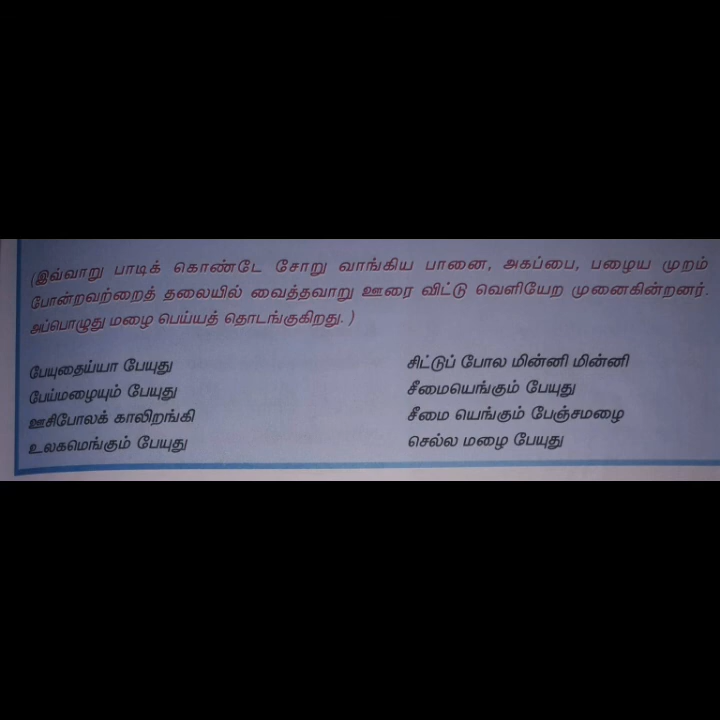 (இவ்வாறு பாடிக் கொண்டே சோறு வாங்கிய பானை, அகப்பை, பழைய முறம்
போன்றவற்றைத் தலையில் வைத்தவாறு ஊரை விட்டு வெளியேற முனைகின்றனர்.
அப்பொழுது மழை பெய்யத் தொடங்குகிறது. )
பேயுதைய்யா பேயுது
பேய்மழையும் பேயுது
ஊசிபோலக் காலிறங்கி
உலகமெங்கும் பேயுது
சிட்டுப் போல மின்னி மின்னி
சீமையெங்கும் பேயுது
சீமை யெங்கும் பேஞ்சமழை
செல்ல மழை பேயுது